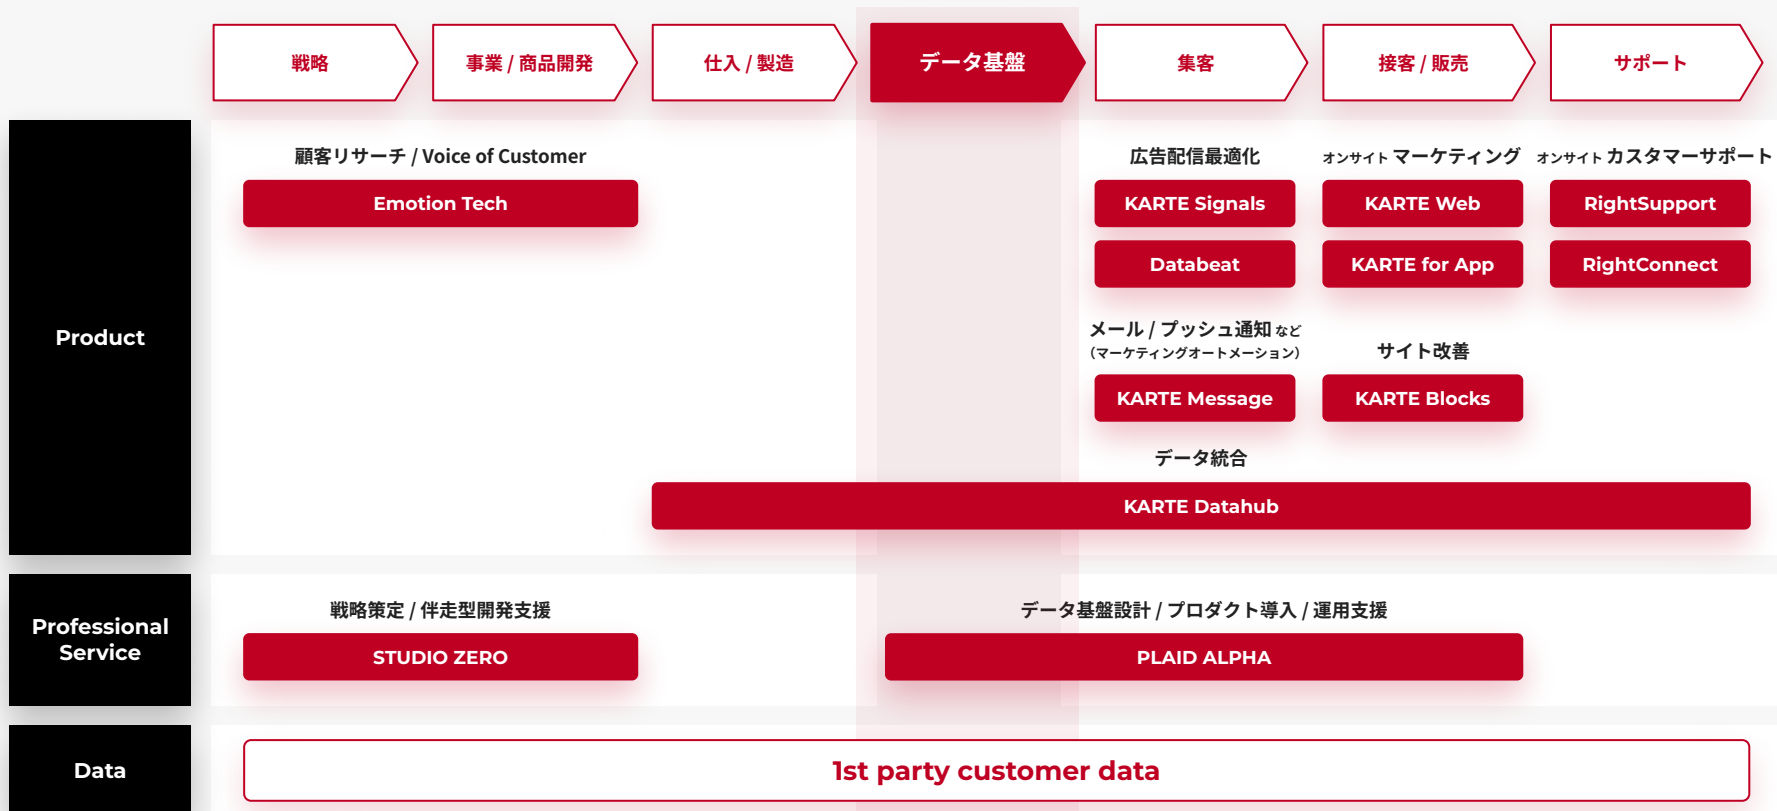 戦略
事業 / 商品開発
仕入 / 製造
データ基盤
集客
接客 / 販売
サポート
Product
顧客リサーチ / Voice of Customer
Emotion Tech
広告配信最適化
KARTE Signals
Databeat
オンサイト マーケティング
KARTE Web
KARTE for App
オンサイト カスタマーサポート
RightSupport
RightConnect
メール / プッシュ通知 など
（マーケティングオートメーション）
KARTE Message
サイト改善
KARTE Blocks
データ統合
KARTE Datahub
Professional
Service
戦略策定 / 伴走型開発支援
STUDIO ZERO
データ基盤設計 / プロダクト導入 / 運用支援
PLAID ALPHA
Data
1st party customer data